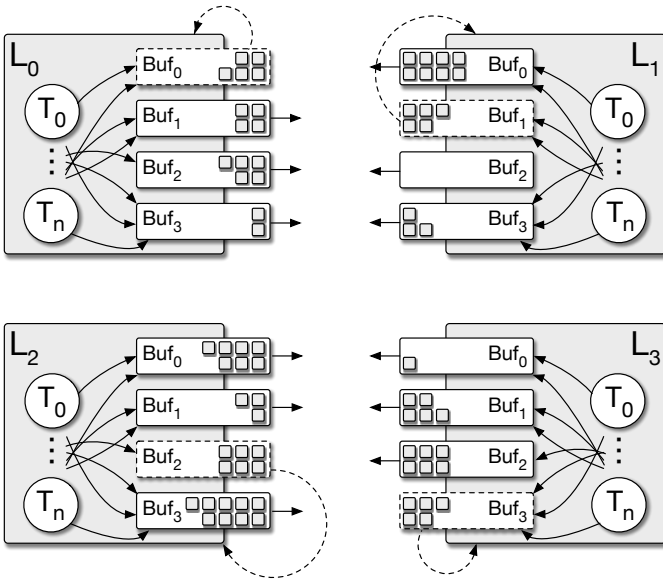 L₀
Buf₀
T₀
Buf₁
⋮
Buf₂
Tₙ
Buf₃
L₁
Buf₀
T₀
Buf₁
⋮
Buf₂
Tₙ
Buf₃
L₂
Buf₀
T₀
Buf₁
⋮
Buf₂
Tₙ
Buf₃
L₃
Buf₀
T₀
Buf₁
⋮
Buf₂
Tₙ
Buf₃